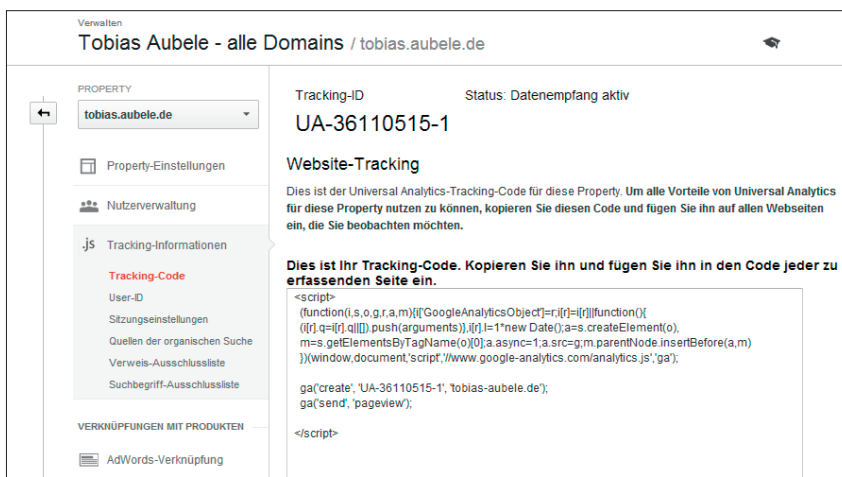 Verwalten
Tobias Aubele - alle Domains / tobias.aubele.de
PROPERTY
tobias.aubele.de
Property-Einstellungen
Nutzerverwaltung
.js Tracking-Informationen
Tracking-Code
User-ID
Sitzungseinstellungen
Quellen der organischen Suche
Verweis-Ausschlussliste
Suchbegriff-Ausschlussliste
VERKNÜPFUNGEN MIT PRODUKTEN
AdWords-Verknüpfung
Tracking-ID
Status: Datenempfang aktiv
UA-36110515-1
Website-Tracking
Dies ist der Universal Analytics-Tracking-Code für diese Property. Um alle Vorteile von Universal Analytics
für diese Property nutzen zu können, kopieren Sie diesen Code und fügen Sie ihn auf allen Webseiten
ein, die Sie beobachten möchten.
Dies ist Ihr Tracking-Code. Kopieren Sie ihn und fügen Sie ihn in den Code jeder zu
erfassenden Seite ein.
<script>
(function(i,s,o,g,r,a,m){i['GoogleAnalyticsObject']=r;i[r]=i[r]||function(){
(i[r].q=i[r].q||[]).push(arguments)},i[r].l=1*new Date();a=s.createElement(o),
m=s.getElementsByTagName(o)[0];a.async=1;a.src=g;m.parentNode.insertBefore(a,m)
})(window,document,'script','//www.google-analytics.com/analytics.js','ga');
ga('create', 'UA-36110515-1', 'tobias-aubele.de');
ga('send', 'pageview');
</script>